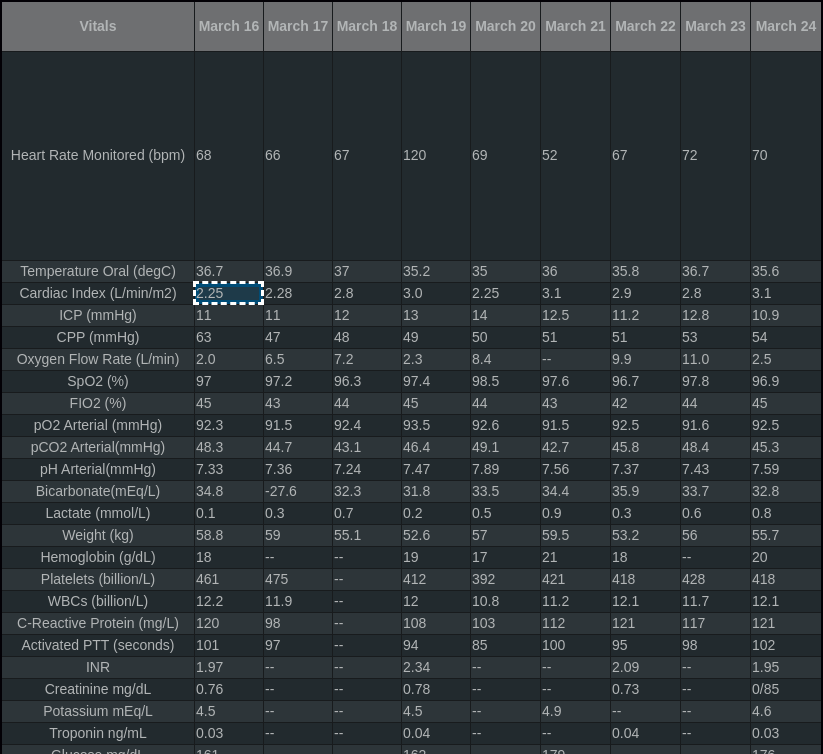 Vitals March 16 March 17 March 18 March 19 March 20 March 21 March 22 March 23 March 24
Heart Rate Monitored (bpm) 68 66 67 120 69 52 67 72 70
Temperature Oral (degC) 36.7 36.9 37 35.2 35 36 35.8 36.7 35.6
Cardiac Index (L/min/m2) 2.25 2.28 2.8 3.0 2.25 3.1 2.9 2.8 3.1
ICP (mmHg) 11 11 12 13 14 12.5 11.2 12.8 10.9
CPP (mmHg) 63 47 48 49 50 51 51 53 54
Oxygen Flow Rate (L/min) 2.0 6.5 7.2 2.3 8.4 -- 9.9 11.0 2.5
SpO2 (%) 97 97.2 96.3 97.4 98.5 97.6 96.7 97.8 96.9
FIO2 (%) 45 43 44 45 44 43 42 44 45
pO2 Arterial (mmHg) 92.3 91.5 92.4 93.5 92.6 91.5 92.5 91.6 92.5
pCO2 Arterial(mmHg) 48.3 44.7 43.1 46.4 49.1 42.7 45.8 48.4 45.3
pH Arterial(mmHg) 7.33 7.36 7.24 7.47 7.89 7.56 7.37 7.43 7.59
Bicarbonate(mEq/L) 34.8 -27.6 32.3 31.8 33.5 34.4 35.9 33.7 32.8
Lactate (mmol/L) 0.1 0.3 0.7 0.2 0.5 0.9 0.3 0.6 0.8
Weight (kg) 58.8 59 55.1 52.6 57 59.5 53.2 56 55.7
Hemoglobin (g/dL) 18 -- -- 19 17 21 18 -- 20
Platelets (billion/L) 461 475 -- 412 392 421 418 428 418
WBCs (billion/L) 12.2 11.9 -- 12 10.8 11.2 12.1 11.7 12.1
C-Reactive Protein (mg/L) 120 98 -- 108 103 112 121 117 121
Activated PTT (seconds) 101 97 -- 94 85 100 95 98 102
INR 1.97 -- -- 2.34 -- -- 2.09 -- 1.95
Creatinine mg/dL 0.76 -- -- 0.78 -- -- 0.73 -- 0/85
Potassium mEq/L 4.5 -- -- 4.5 -- 4.9 -- -- 4.6
Troponin ng/mL 0.03 -- -- 0.04 -- -- 0.04 -- 0.03